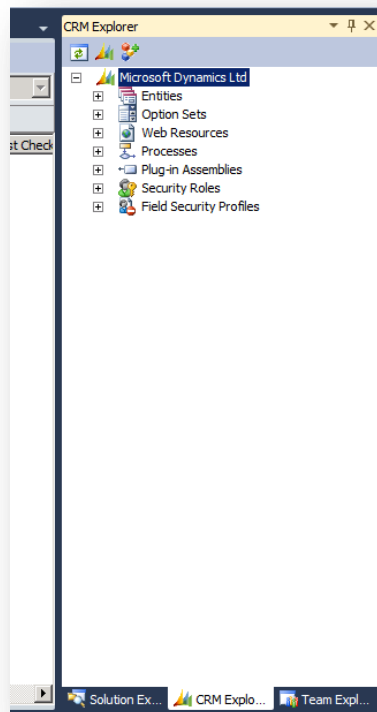 CRM Explorer
Microsoft Dynamics Ltd
Entities
Option Sets
st Check
Web Resources
Processes
Plug-in Assemblies
Security Roles
Field Security Profiles
Solution Ex... CRM Explo... Team Expl...